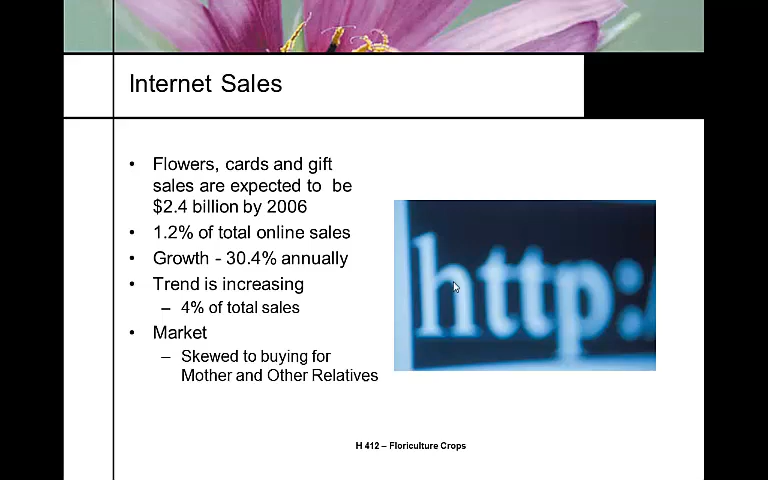 Internet Sales
• Flowers, cards and gift
sales are expected to be
$2.4 billion by 2006
• 1.2% of total online sales
• Growth - 30.4% annually
• Trend is increasing
– 4% of total sales
• Market
– Skewed to buying for
Mother and Other Relatives
http:/
H 412 – Floriculture Crops